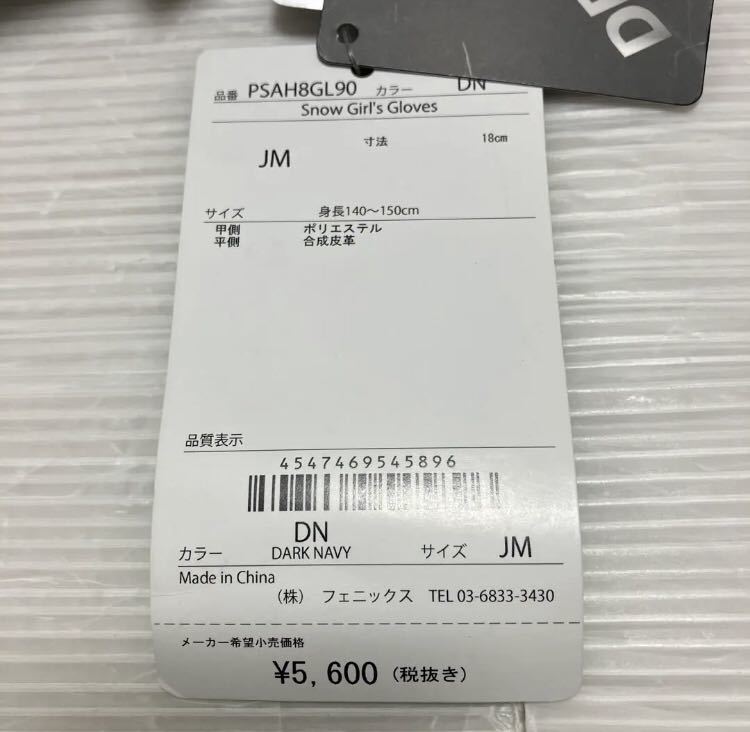 品番 PSAH8GL90 カラー DN
Snow Girl's Gloves
寸法 18cm
JM
サイズ 身長140～150cm
甲側 ポリエステル
平側 合成皮革
品質表示
4547469545896
カラー DN DARK NAVY サイズ JM
Made in China
（株） フェニックス TEL 03-6833-3430
メーカー希望小売価格
¥5,600 （税抜き）